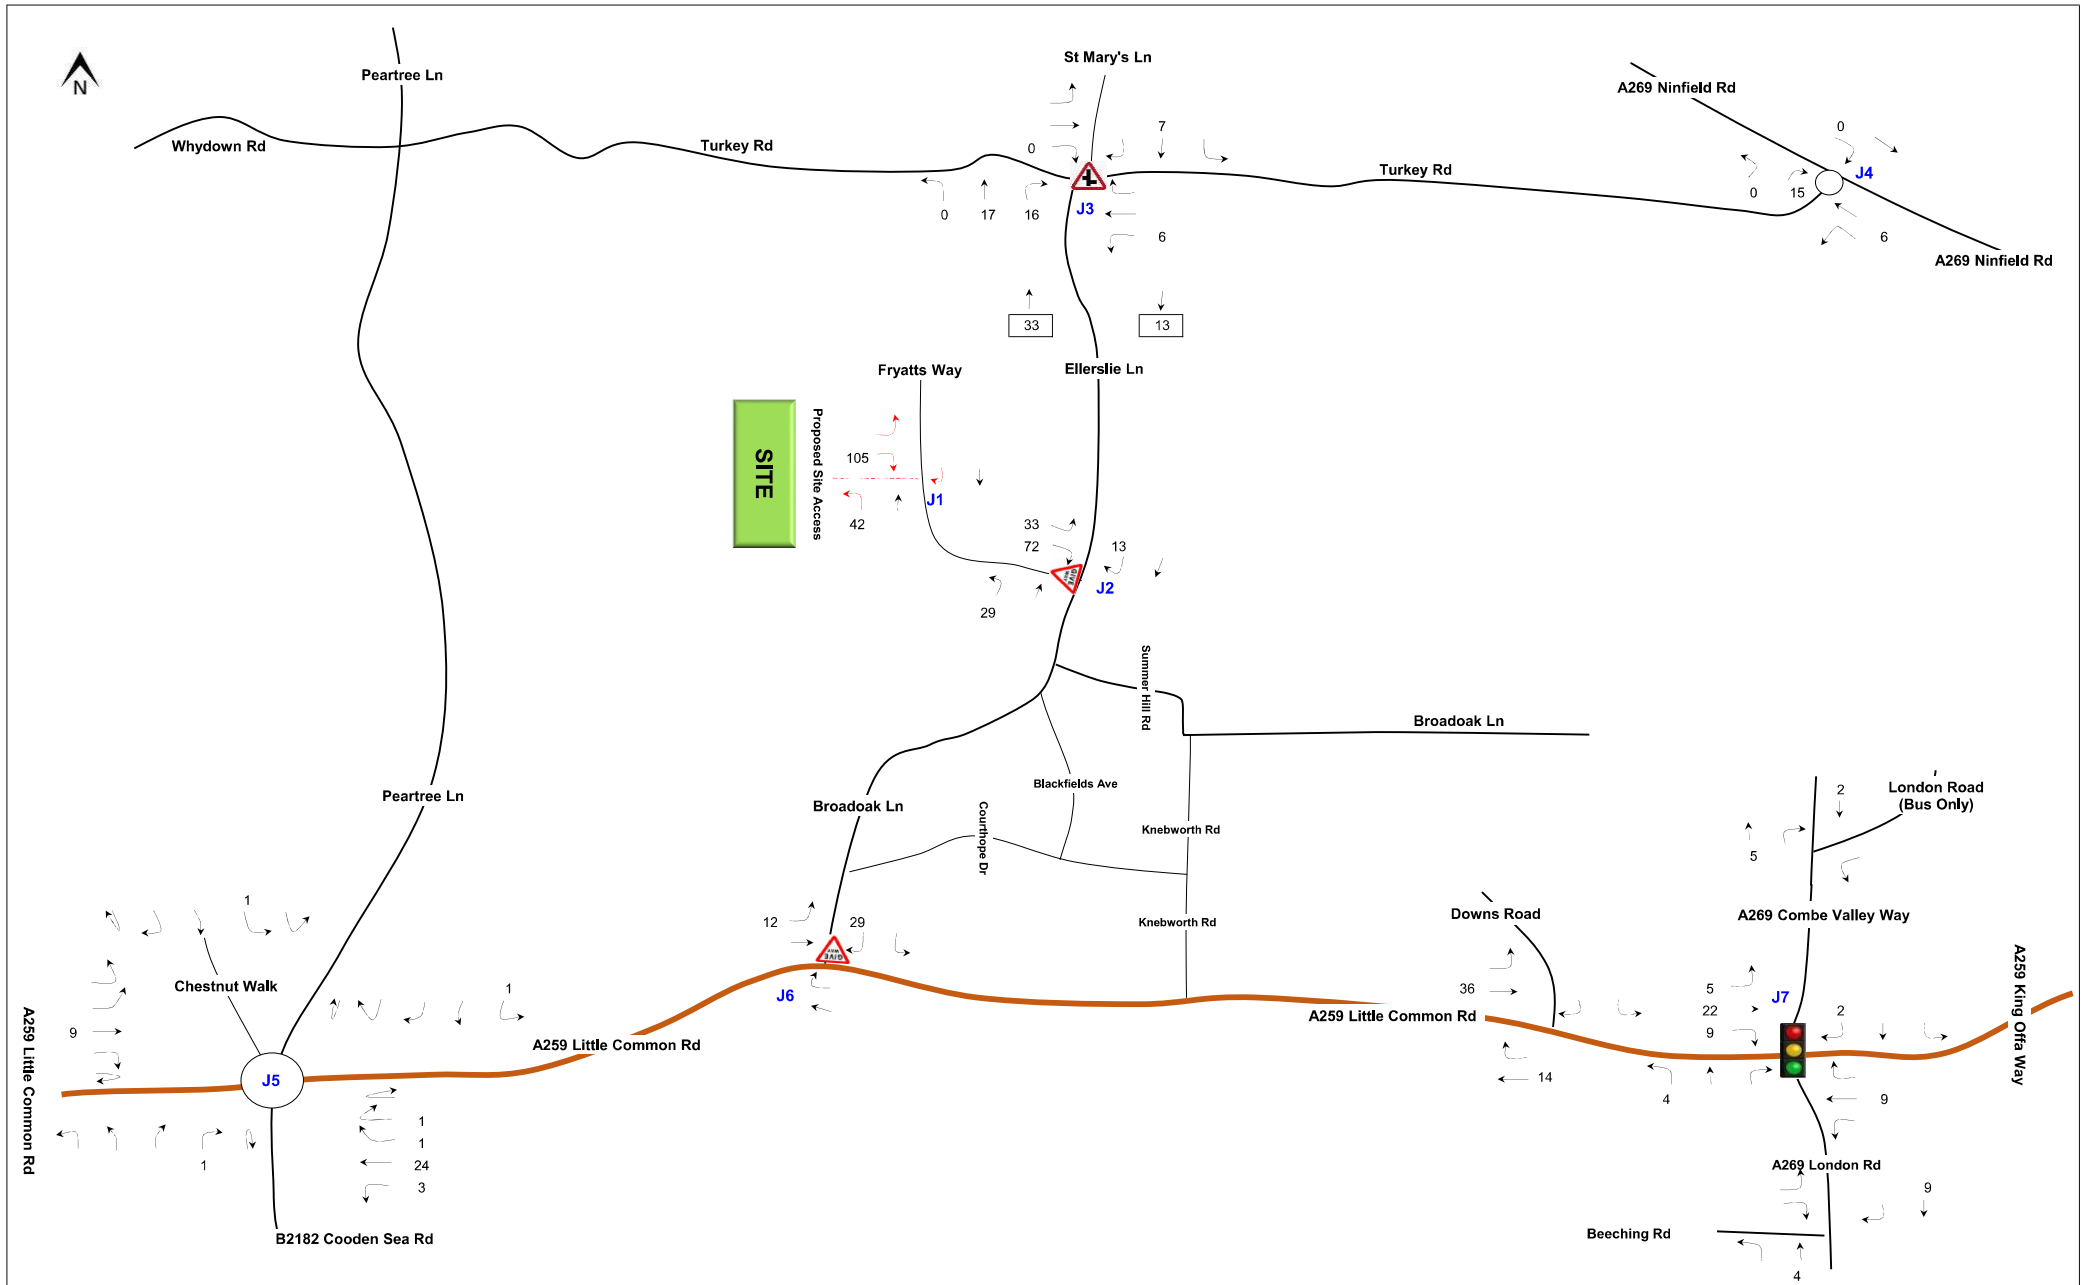 St Mary's Ln
Peartree Ln
A269 Ninfield Rd
N
Whydown Rd
Turkey Rd
0
7
0
Turkey Rd
J4
0
15
J3
0
17
16
6
6
A269 Ninfield Rd
33
13
Fryatts Way
Ellerslie Ln
SITE
Proposed Site Access
105
J1
42
33
72
13
GIVE
WAY
J2
29
Summer Hill Rd
Broadoak Ln
Blackfields Ave
Peartree Ln
Broadoak Ln
Courthope Dr
Knebworth Rd
2
London Road
(Bus Only)
5
1
12
29
Knebworth Rd
Downs Road
A269 Combe Valley Way
GIVE
WAY
Chestnut Walk
1
J6
36
5
J7
22
2
9
A259 Little Common Rd
9
A259 Little Common Rd
A259 Little Common Rd
A259 King Offa Way
J5
14
4
9
1
1
1
24
3
A269 London Rd
9
B2182 Cooden Sea Rd
Beeching Rd
4